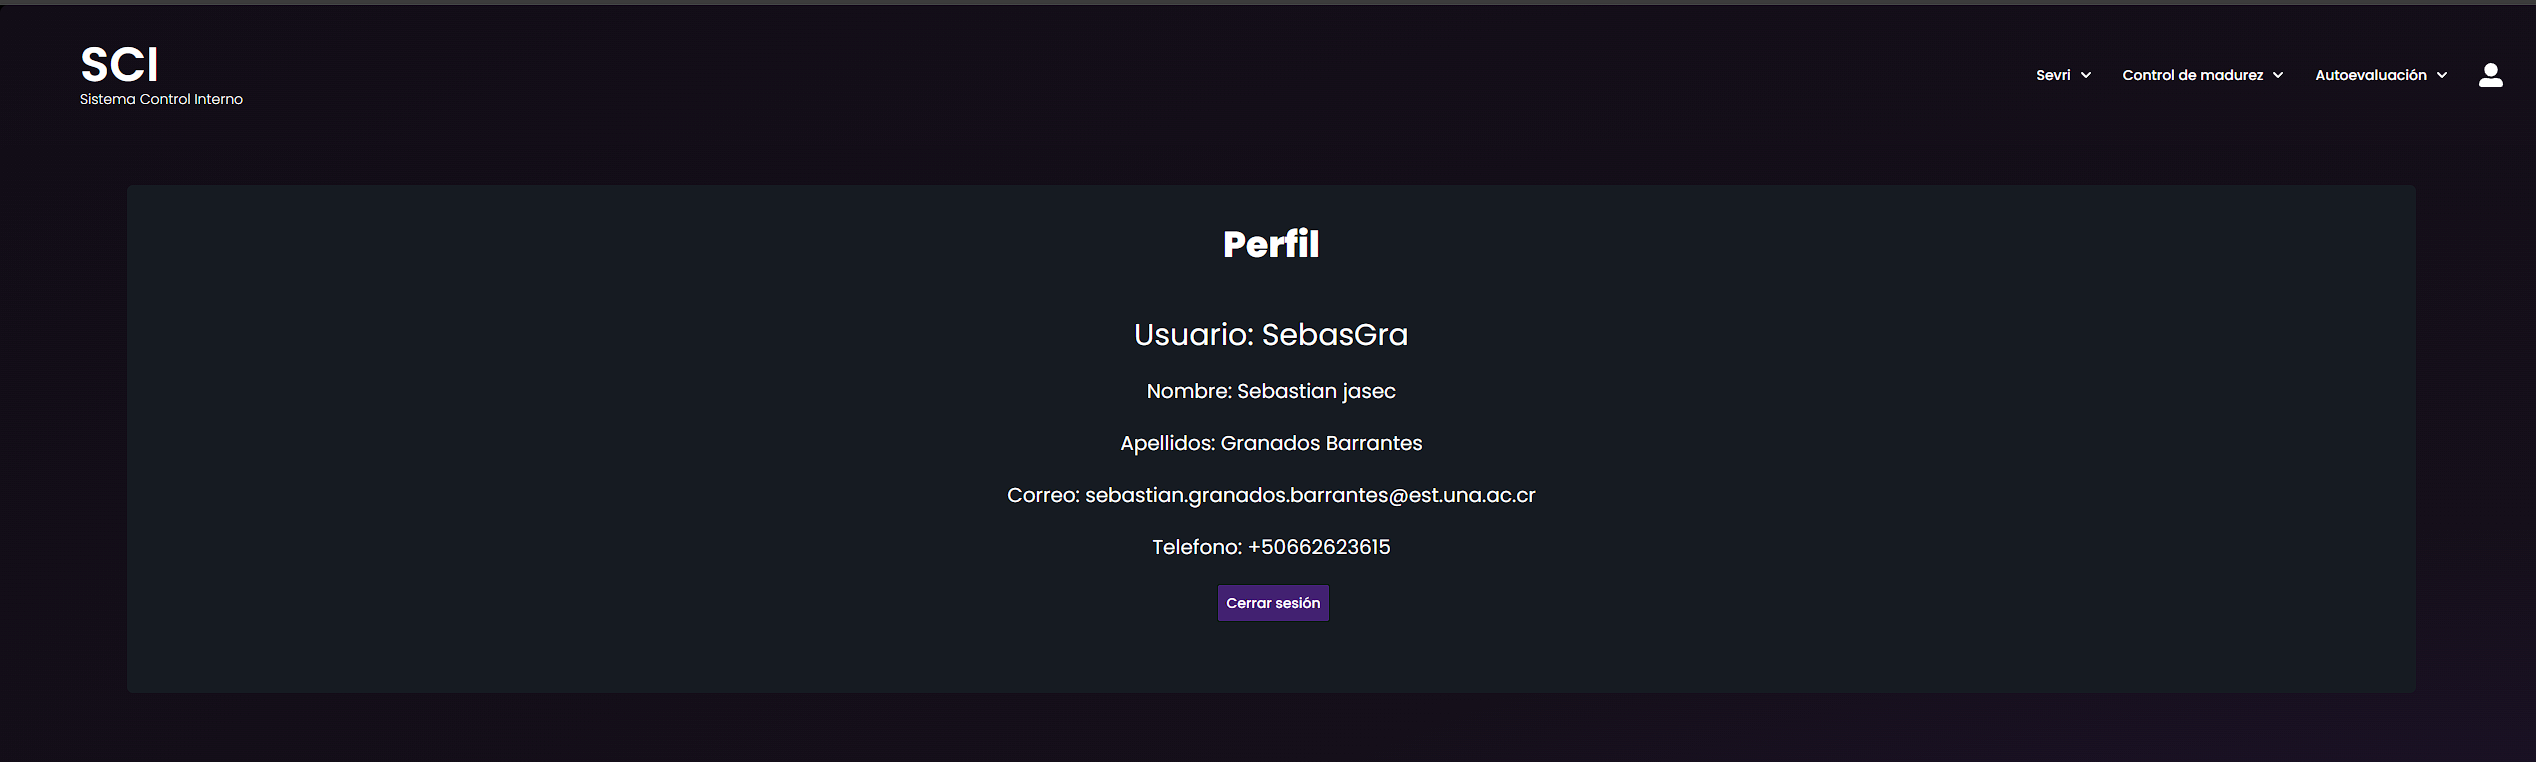 SCI
Sistema Control Interno
Sevri
Control de madurez
Autoevaluación
Perfil
Usuario: SebasGra
Nombre: Sebastian jasec
Apellidos: Granados Barrantes
Correo: sebastian.granados.barrantes@est.una.ac.cr
Telefono: +50662623615
Cerrar sesión